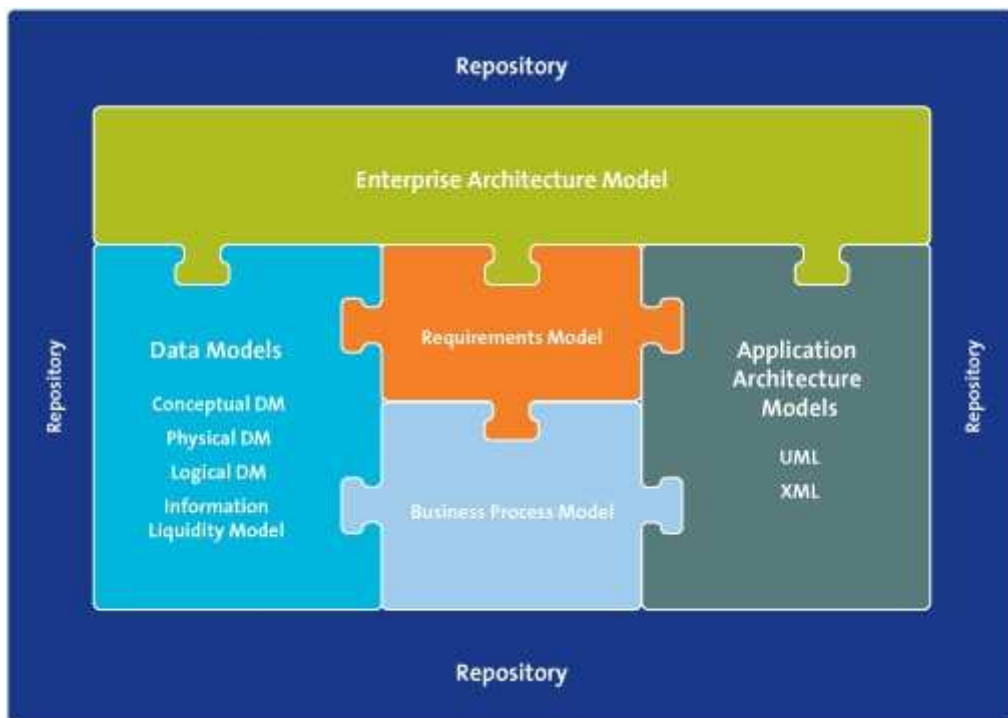 Repository
Enterprise Architecture Model
Repository
Data Models
Conceptual DM
Physical DM
Logical DM
Information
Liquidity Model
Requirements Model
Business Process Model
Application
Architecture
Models
UML
XML
Repository
Repository